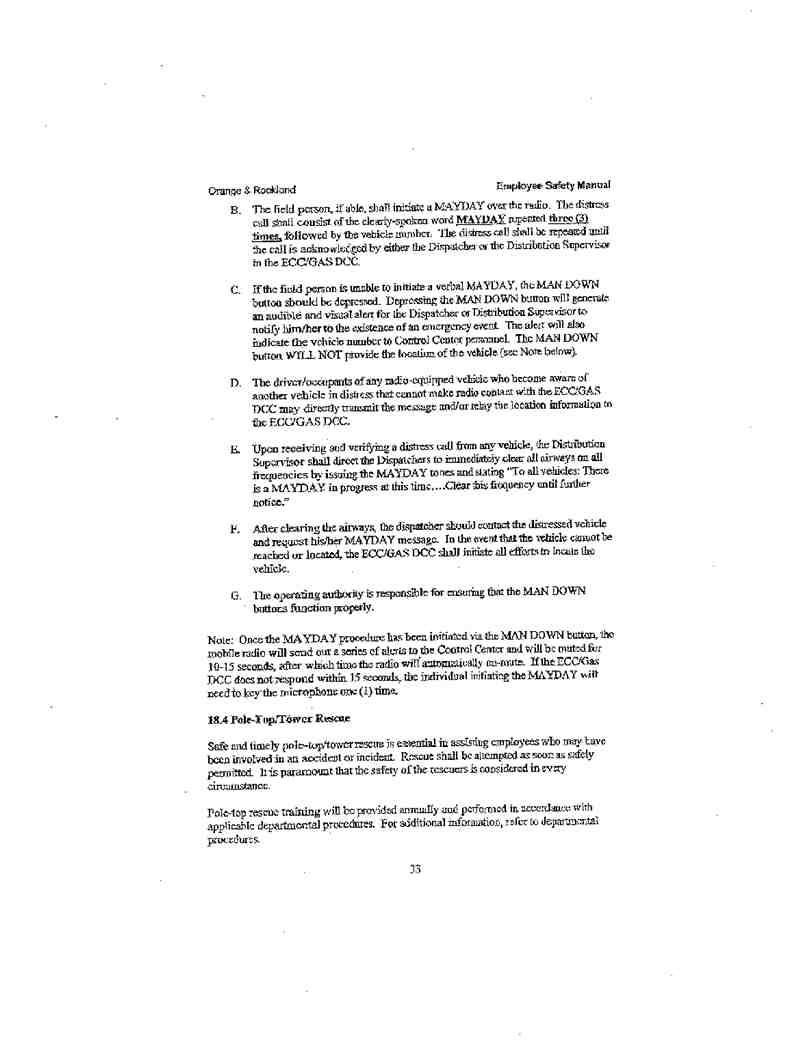 Orange & Rockland
Employee Safety Manual
B. The field person, if able, shall initiate a MAYDAY over the radio. The distress
call shall consist of the clearly-spoken word MAYDAY repeated three (3)
times, followed by the vehicle number. The distress call shall be repeated until
the call is acknowledged by either the Dispatcher or the Distribution Supervisor
in the ECC/GAS DCC.
C. If the field person is unable to initiate a verbal MAYDAY, the MAN DOWN
button should be depressed. Depressing the MAN DOWN button will generate
an audible and visual alert for the Dispatcher or Distribution Supervisor to
notify him/her to the existence of an emergency event. The alert will also
indicate the vehicle number to Control Center personnel. The MAN DOWN
button WILL NOT provide the location of the vehicle (see Note below).
D. The driver/occupants of any radio-equipped vehicle who become aware of
another vehicle in distress that cannot make radio contact with the ECC/GAS
DCC may directly transmit the message and/or relay the location information to
the ECC/GAS DCC.
E. Upon receiving and verifying a distress call from any vehicle, the Distribution
Supervisor shall direct the Dispatchers to immediately clear all airways on all
frequencies by issuing the MAYDAY tones and stating "To all vehicles: There
is a MAYDAY in progress at this time....Clear this frequency until further
notice."
F. After clearing the airways, the dispatcher should contact the distressed vehicle
and request his/her MAYDAY message. In the event that the vehicle cannot be
reached or located, the ECC/GAS DCC shall initiate all efforts to locate the
vehicle.
G. The operating authority is responsible for ensuring that the MAN DOWN
buttons function properly.
Note: Once the MAYDAY procedure has been initiated via the MAN DOWN button, the
mobile radio will send out a series of alerts to the Control Center and will be muted for
10-15 seconds, after which time the radio will automatically un-mute. If the ECC/Gas
DCC does not respond within 15 seconds, the individual initiating the MAYDAY will
need to key the microphone one (1) time.
18.4 Pole-Top/Tower Rescue
Safe and timely pole-top/tower rescue is essential in assisting employees who may have
been involved in an accident or incident. Rescue shall be attempted as soon as safely
permitted. It is paramount that the safety of the rescuers is considered in every
circumstance.
Pole-top rescue training will be provided annually and performed in accordance with
applicable departmental procedures. For additional information, refer to departmental
procedures.
33